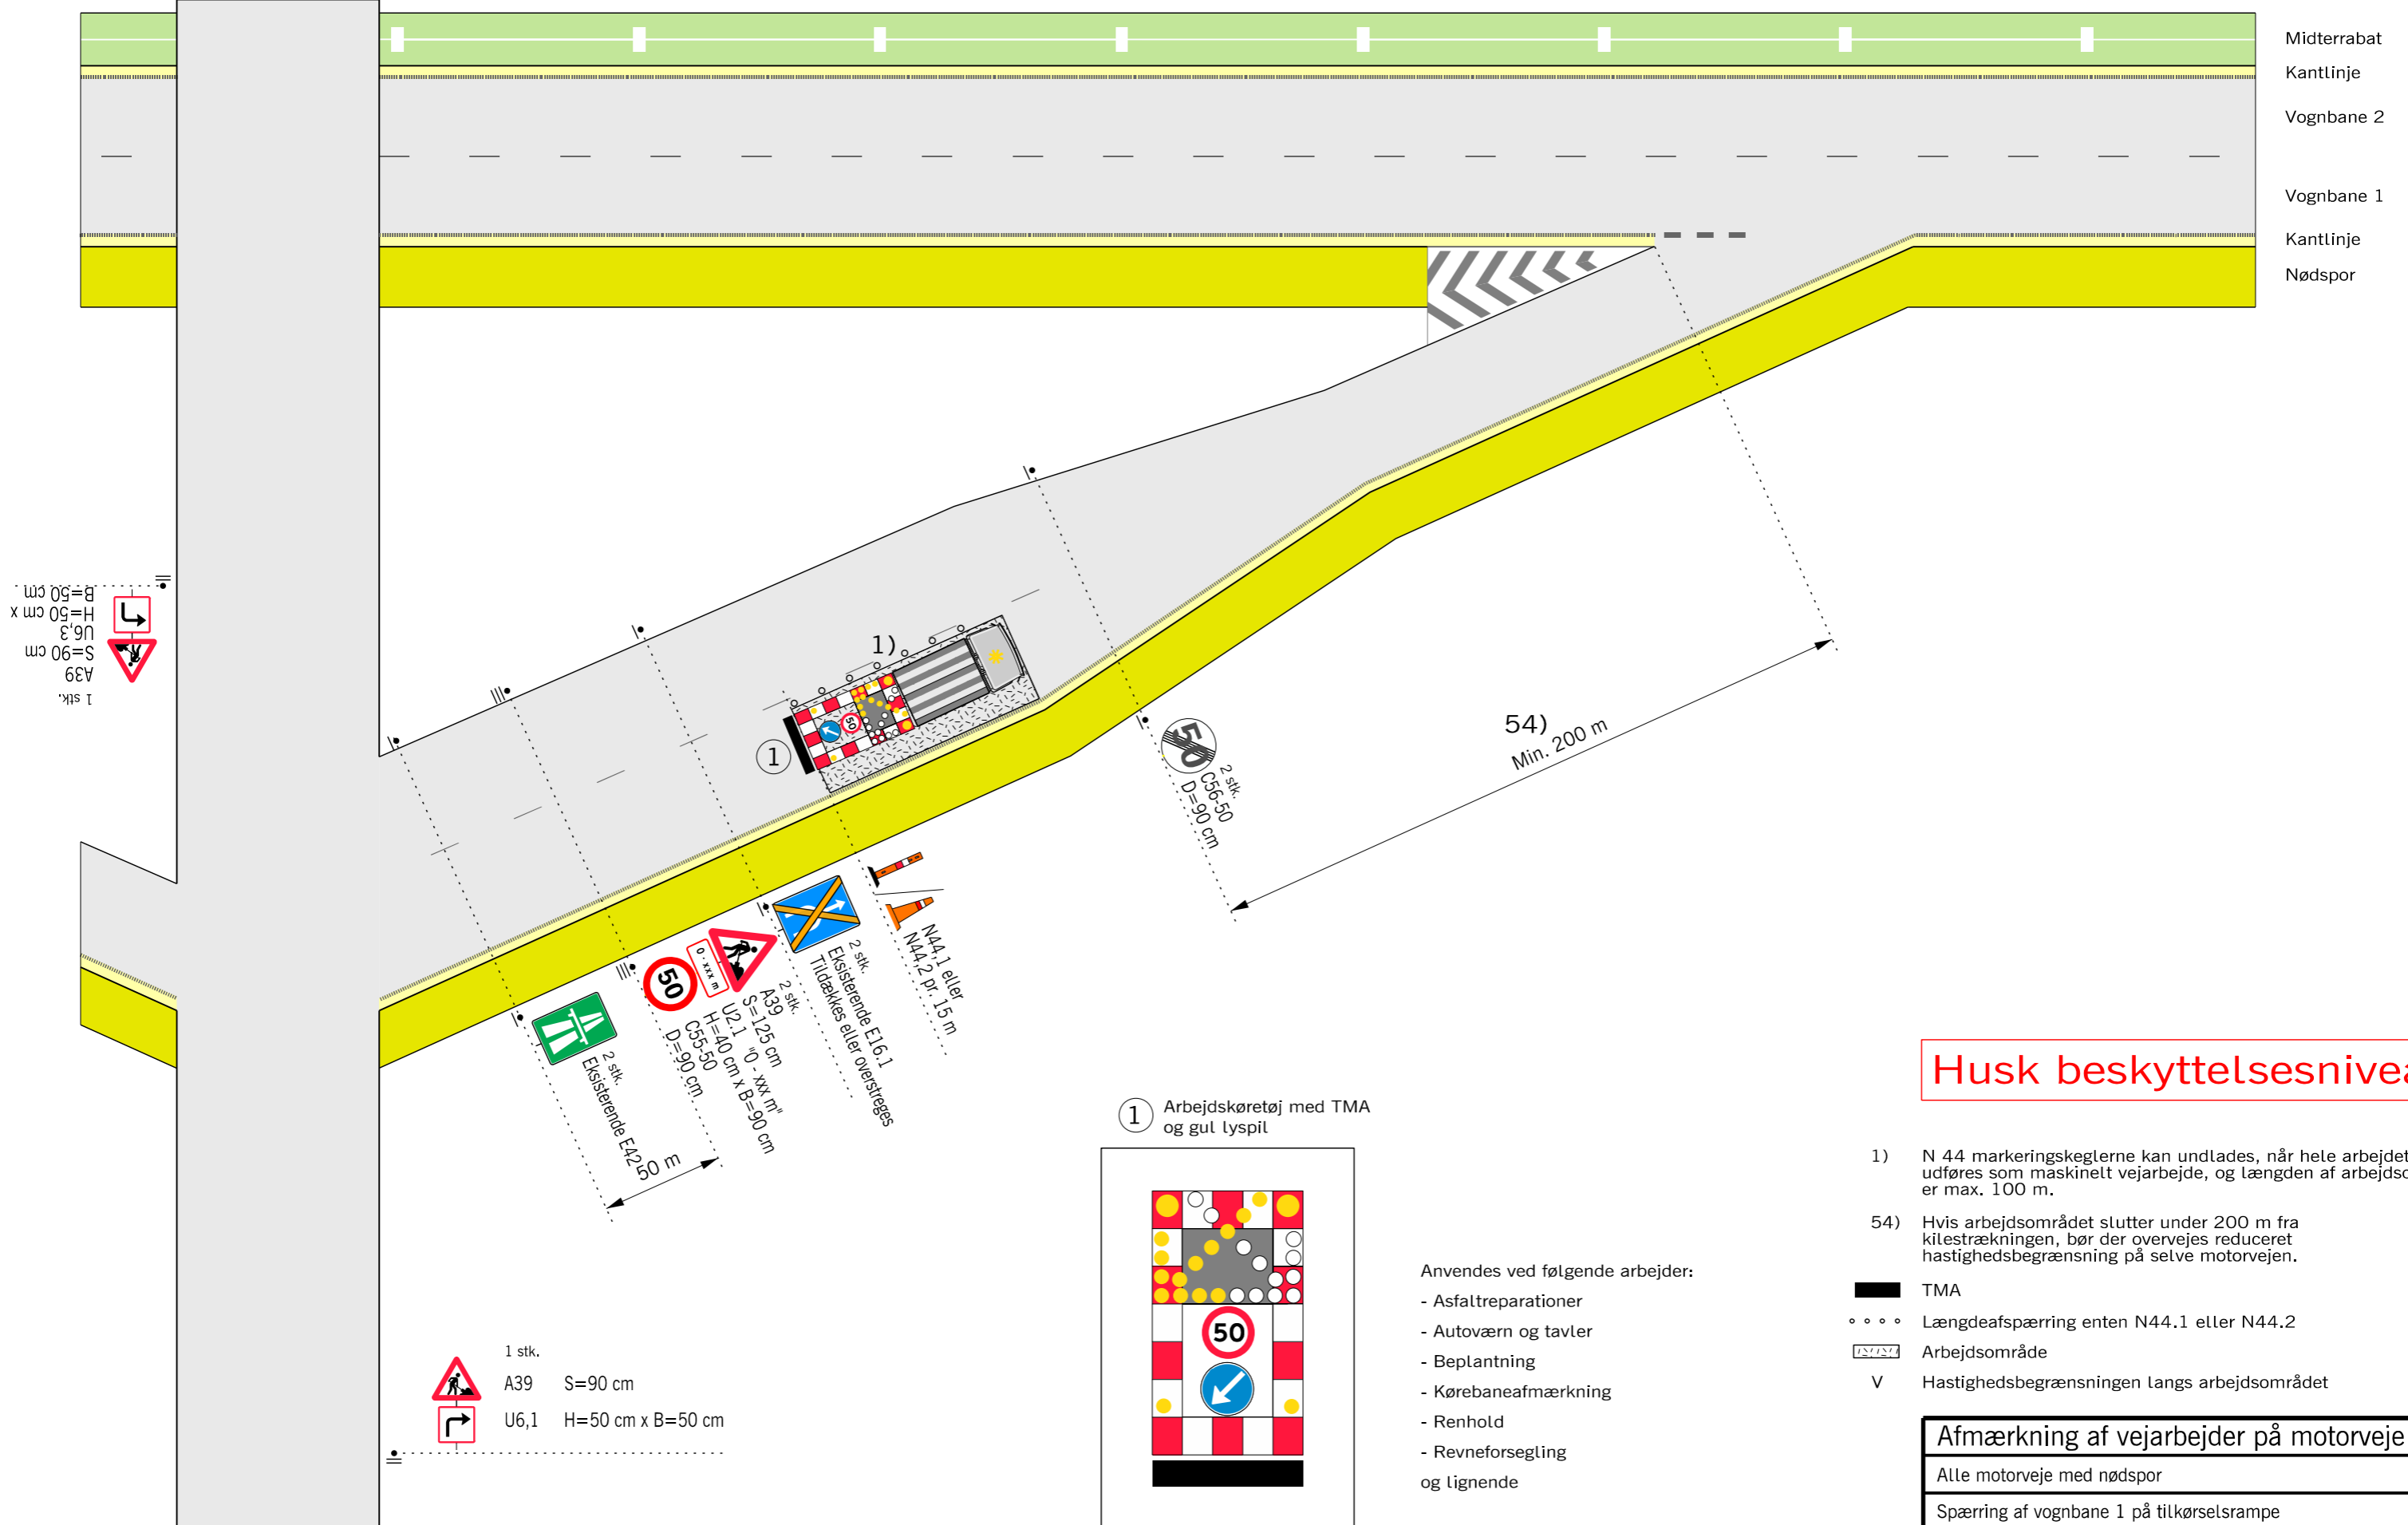 Midterrabat
Kantlinje
Vognbane 2
Vognbane 1
Kantlinje
Nødspor
1 stk.
A39
S=90 cm
U6,3
H=50 cm x
B=50 cm
1)
50
1
50
2 stk.
C56-50
D=90 cm
54)
Min. 200 m
N44,1 eller
N44,2 pr. 15 m
2 stk.
Eksisterende E16.1
Tildækkes eller overstreges
0 - xxx m
50
2 stk.
A39
S=125 cm
U2.1 "0 - xxx m"
H=40 cm x B=90 cm
C55-50
D=90 cm
2 stk.
Eksisterende E42
50 m
1 Arbejdskøretøj med TMA
og gul lyspil
50
1 stk.
A39 S=90 cm
U6,1 H=50 cm x B=50 cm
Anvendes ved følgende arbejder:
- Asfaltreparationer
- Autoværn og tavler
- Beplantning
- Kørebaneafmærkning
- Renhold
- Revneforsegling
og lignende
Husk beskyttelsesnivea
1) N 44 markeringskeglerne kan undlades, når hele arbejdet
udføres som maskinelt vejarbejde, og længden af arbejdso
er max. 100 m.
54) Hvis arbejdsområdet slutter under 200 m fra
kilestrækningen, bør der overvejes reduceret
hastighedsbegrænsning på selve motorvejen.
TMA
Længdeafspærring enten N44.1 eller N44.2
Arbejdsområde
V Hastighedsbegrænsningen langs arbejdsområdet
Afmærkning af vejarbejder på motorveje
Alle motorveje med nødspor
Spærring af vognbane 1 på tilkørselsrampe